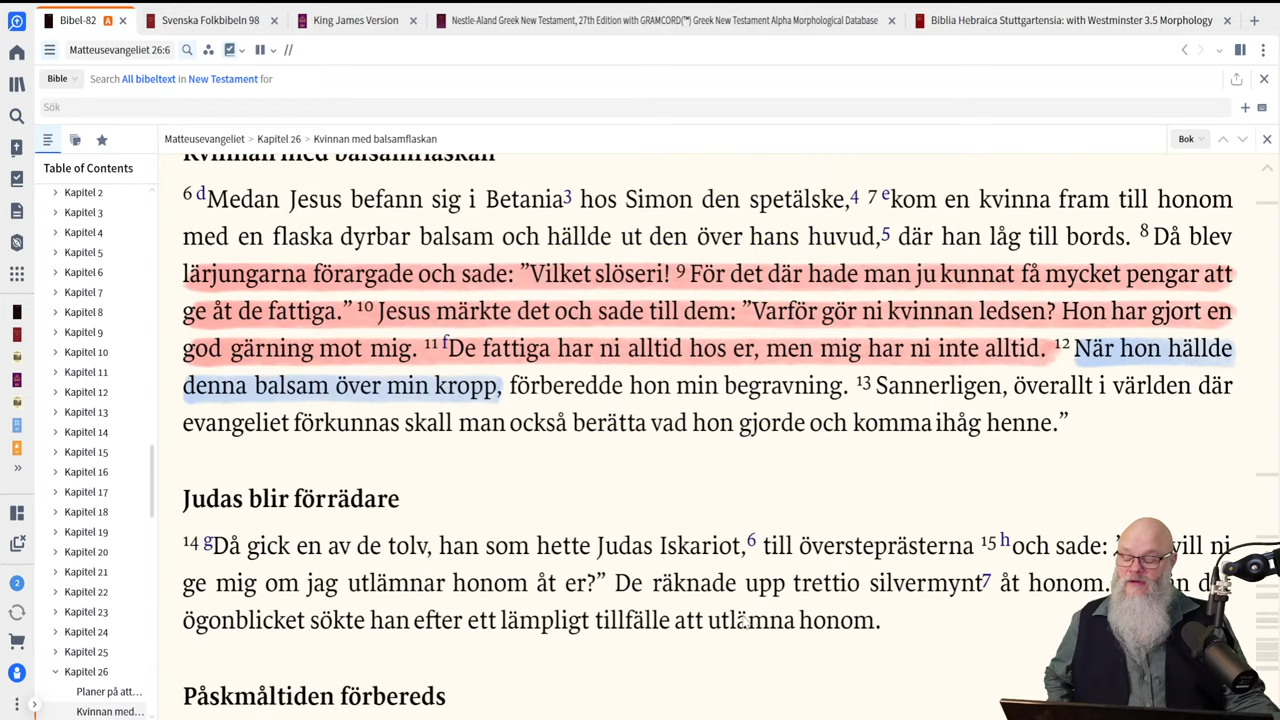 Bibel-82 A × Svenska Folkbibeln 98 × King James Version × Nestle-Aland Greek New Testament, 27th Edition with GRAMCORD(™) Greek New Testament Alpha Morphological Database × Biblia Hebraica Stuttgartensia: with Westminster 3.5 Morphology × +
Matteusevangeliet 26:6
Bible Search All bibeltext in New Testament for
Sök
Matteusevangeliet > Kapitel 26 > Kvinnan med balsamflaskan Bok
Table of Contents
Kapitel 2
Kapitel 3
Kapitel 4
Kapitel 5
Kapitel 6
Kapitel 7
Kapitel 8
Kapitel 9
Kapitel 10
Kapitel 11
Kapitel 12
Kapitel 13
Kapitel 14
Kapitel 15
Kapitel 16
Kapitel 17
Kapitel 18
Kapitel 19
Kapitel 20
Kapitel 21
Kapitel 22
Kapitel 23
Kapitel 24
Kapitel 25
Kapitel 26
Planer på att...
Kvinnan med...
2
Kvinnan med balsamflaskan
6 d Medan Jesus befann sig i Betania3 hos Simon den spetälske,4 7 e kom en kvinna fram till honom
med en flaska dyrbar balsam och hällde ut den över hans huvud,5 där han låg till bords. 8 Då blev
lärjungarna förargade och sade: ”Vilket slöseri! 9 För det där hade man ju kunnat få mycket pengar att
ge åt de fattiga.” 10 Jesus märkte det och sade till dem: ”Varför gör ni kvinnan ledsen? Hon har gjort en
god gärning mot mig. 11 f De fattiga har ni alltid hos er, men mig har ni inte alltid. 12 När hon hällde
denna balsam över min kropp, förberedde hon min begravning. 13 Sannerligen, överallt i världen där
evangeliet förkunnas skall man också berätta vad hon gjorde och komma ihåg henne.”
Judas blir förrädare
14 g Då gick en av de tolv, han som hette Judas Iskariot,6 till översteprästerna 15 h och sade: vill ni
ge mig om jag utlämnar honom åt er?” De räknade upp trettio silvermynt7 åt honom.
ögonblicket sökte han efter ett lämpligt tillfälle att utlämna honom.
Påskmåltiden förbereds